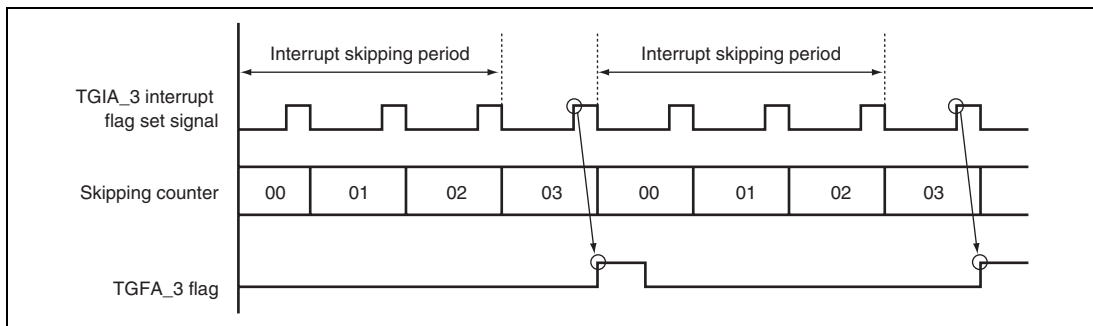 Interrupt skipping period Interrupt skipping period
TGIA_3 interrupt
flag set signal
Skipping counter 00 01 02 03 00 01 02 03
TGFA_3 flag